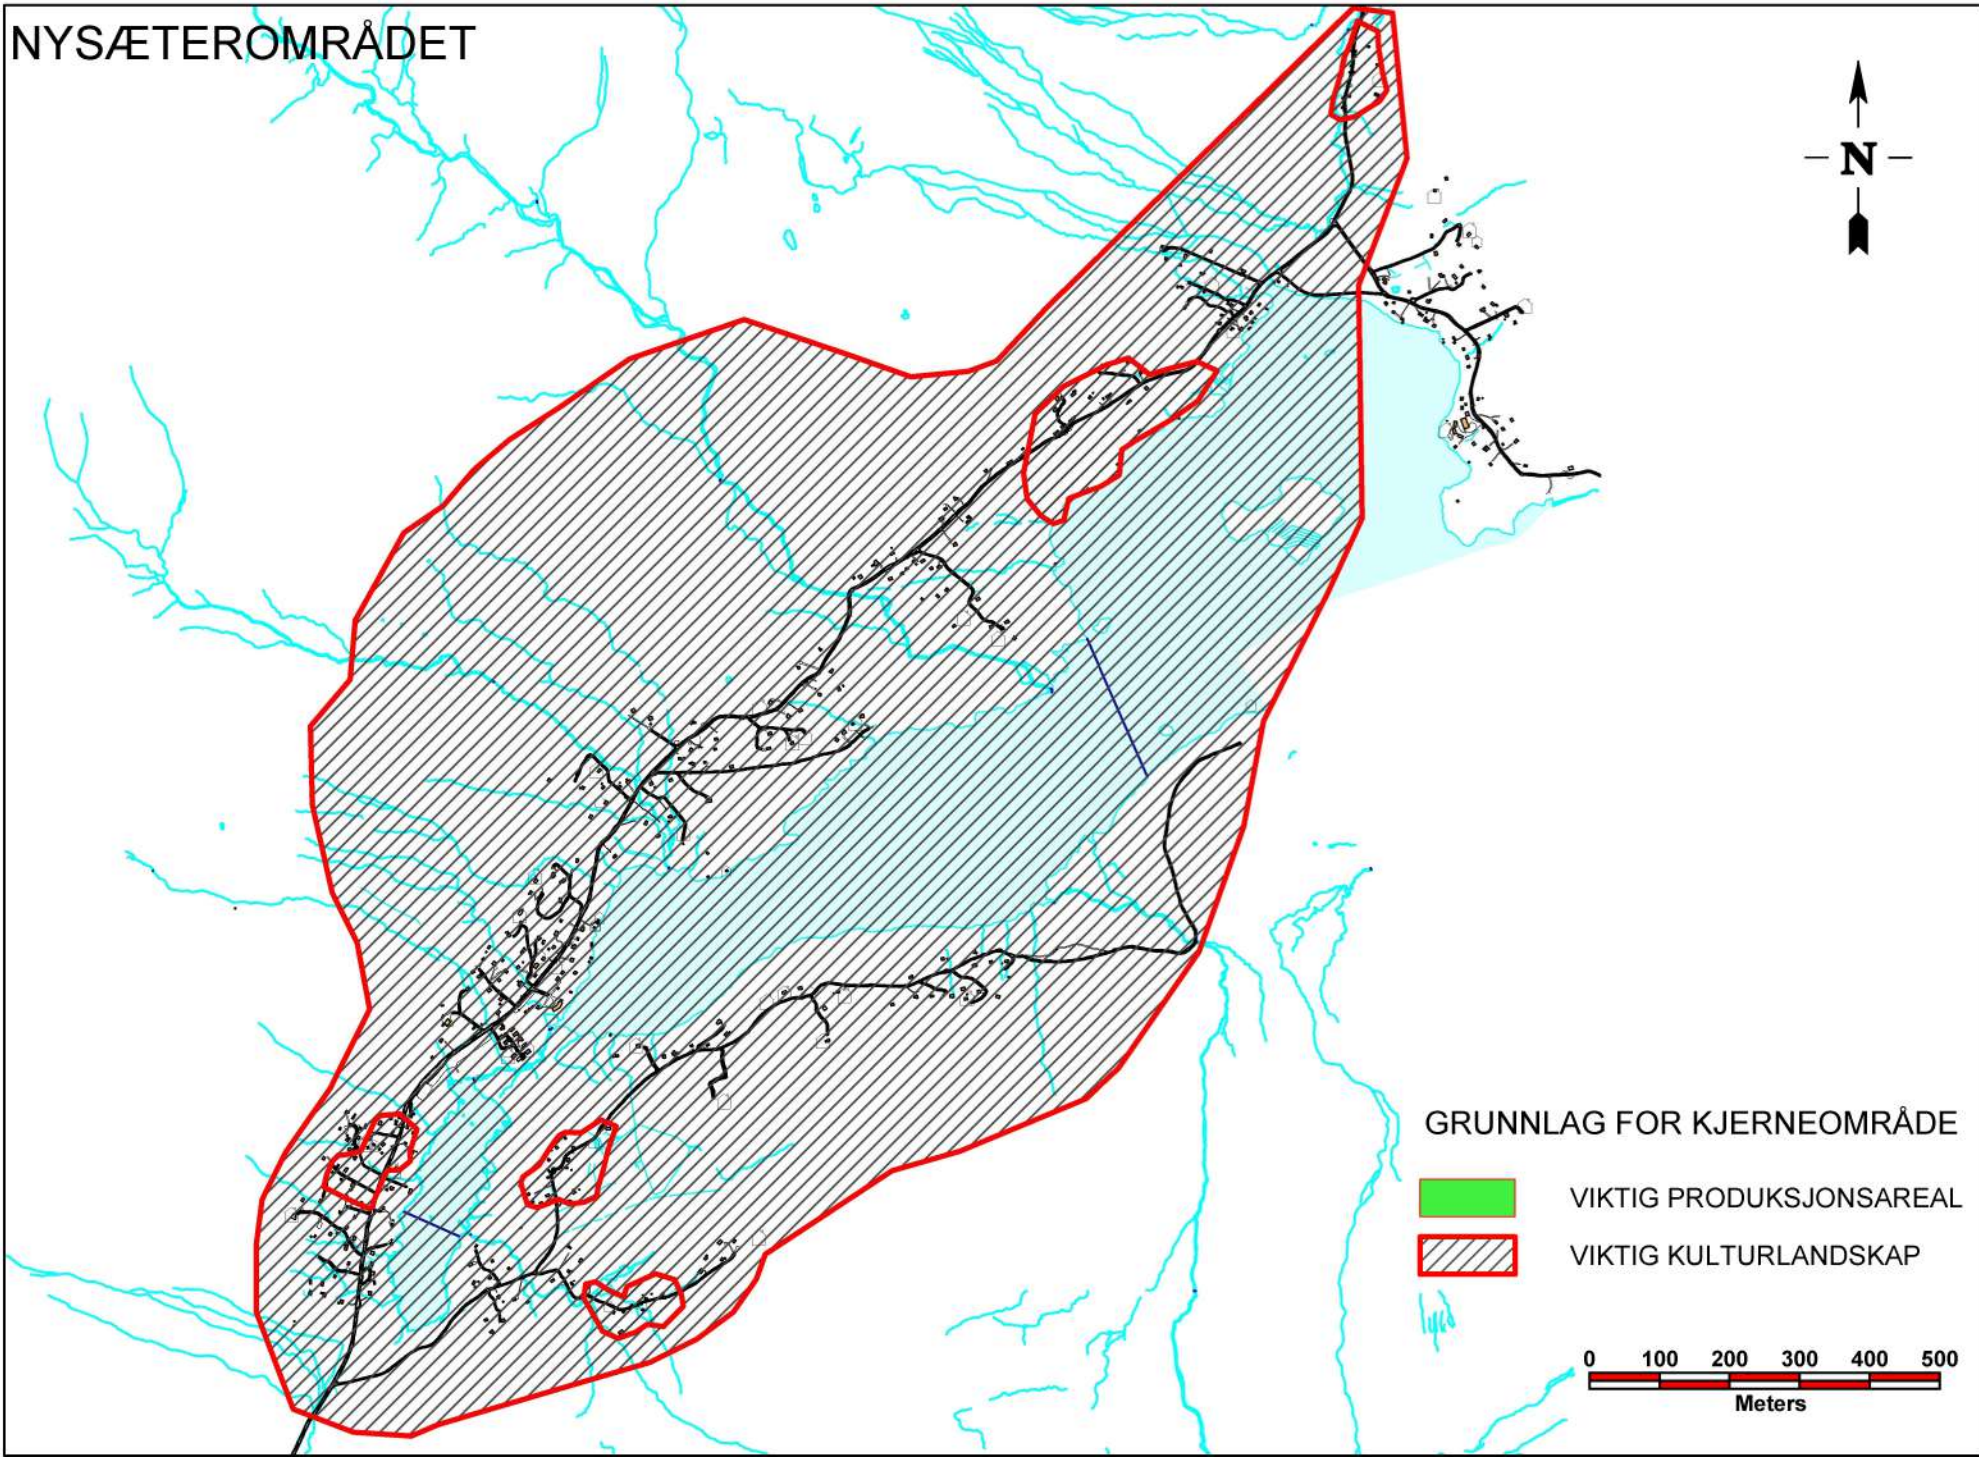 NYSÆTEROMRÅDET
N
GRUNNLAG FOR KJERNEOMRÅDE
VIKTIG PRODUKSJONSAREAL
VIKTIG KULTURLANDSKAP
0 100 200 300 400 500
Meters